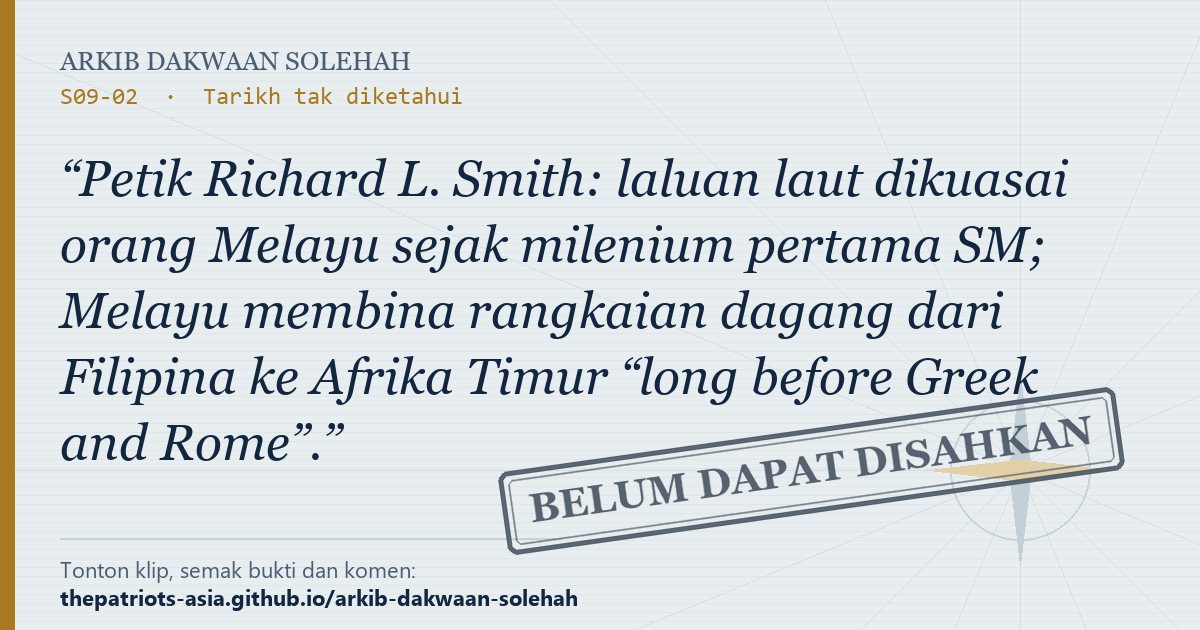 ARKIB DAKWAAN SOLEHAH
S09-02 · Tarikh tak diketahui
“Petik Richard L. Smith: laluan laut dikuasai
orang Melayu sejak milenium pertama SM;
Melayu membina rangkaian dagang dari
Filipina ke Afrika Timur “long before Greek
and Rome”.”
BELUM DAPAT DISAHKAN
Tonton klip, semak bukti dan komen:
thepatriots-asia.github.io/arkib-dakwaan-solehah